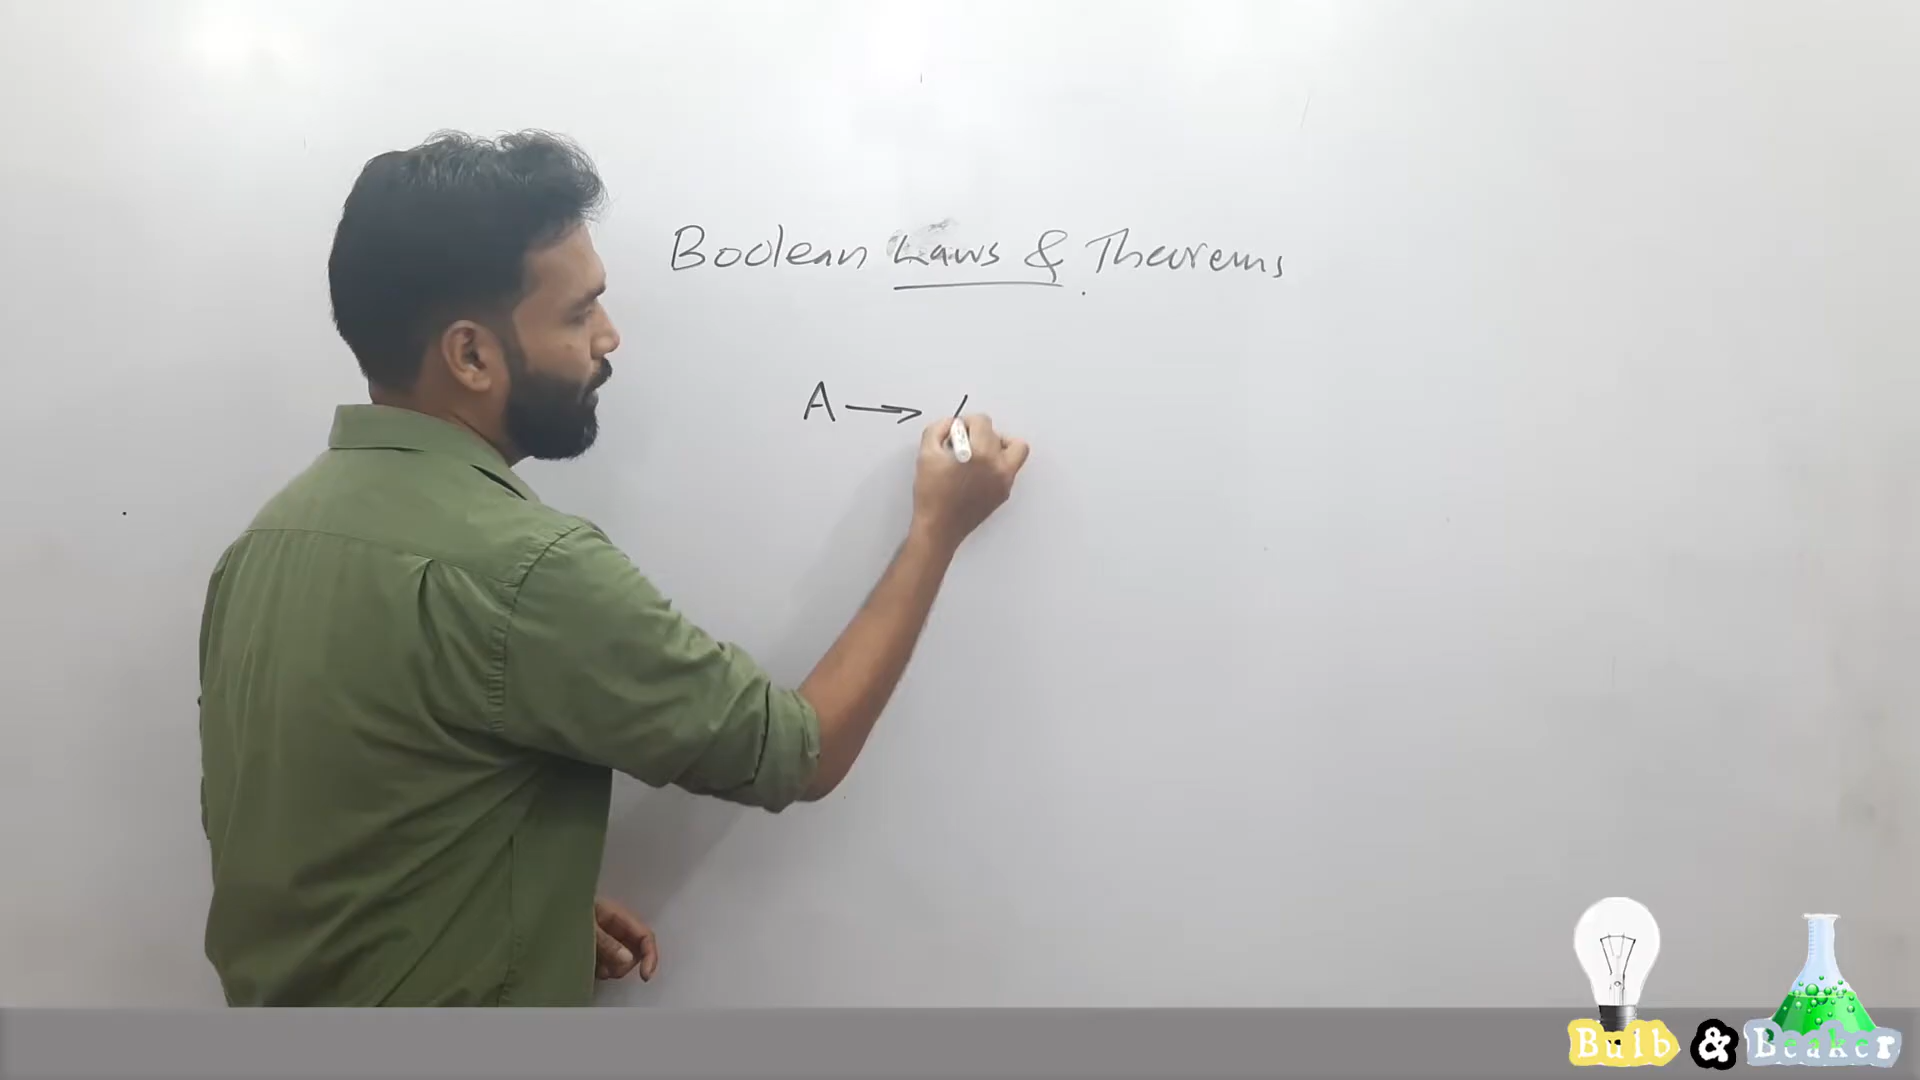 Boolean Laws & Theorems
A →
Bulb & Beaker